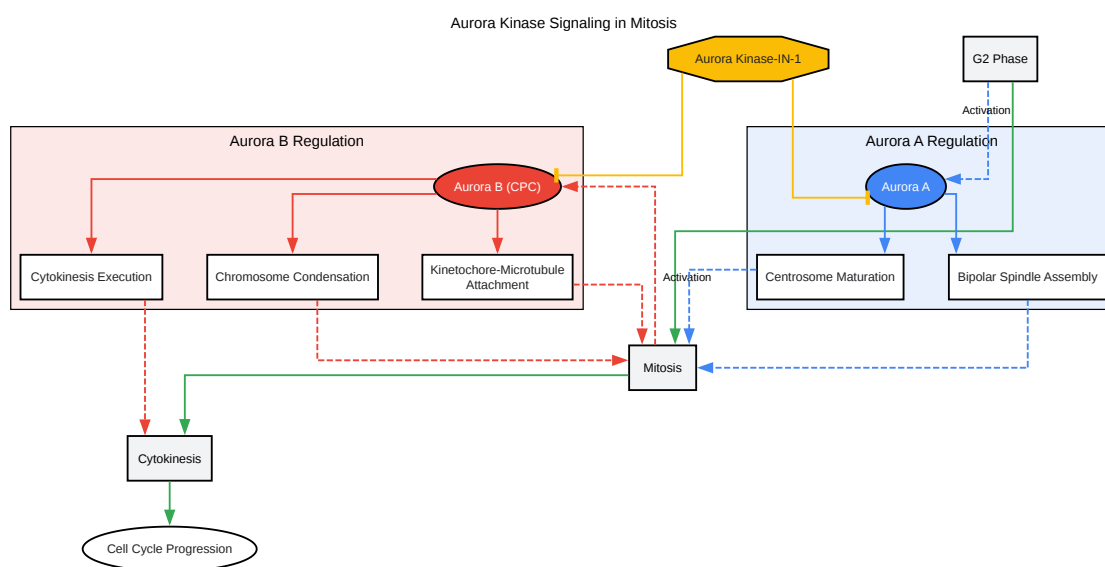 Aurora Kinase Signaling in Mitosis
Aurora Kinase-IN-1
G2 Phase
Activation
Aurora B Regulation
Aurora A Regulation
Aurora B (CPC)
Aurora A
Cytokinesis Execution
Chromosome Condensation
Kinetochore-Microtubule
Attachment
Activation
Centrosome Maturation
Bipolar Spindle Assembly
Mitosis
Cytokinesis
Cell Cycle Progression